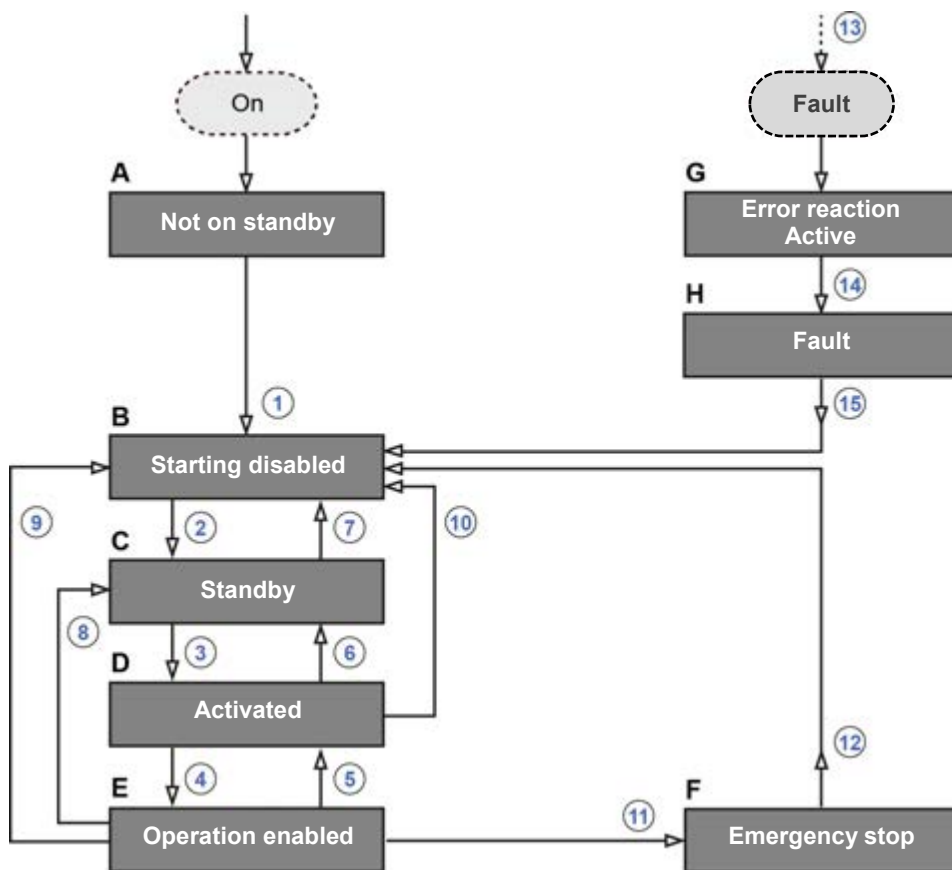 13
On
Fault
A
Not on standby
G
Error reaction
Active
14
H
Fault
1
15
B
Starting disabled
9
2
7
10
C
Standby
8
3
6
D
Activated
4
5
12
E
Operation enabled
11
F
Emergency stop